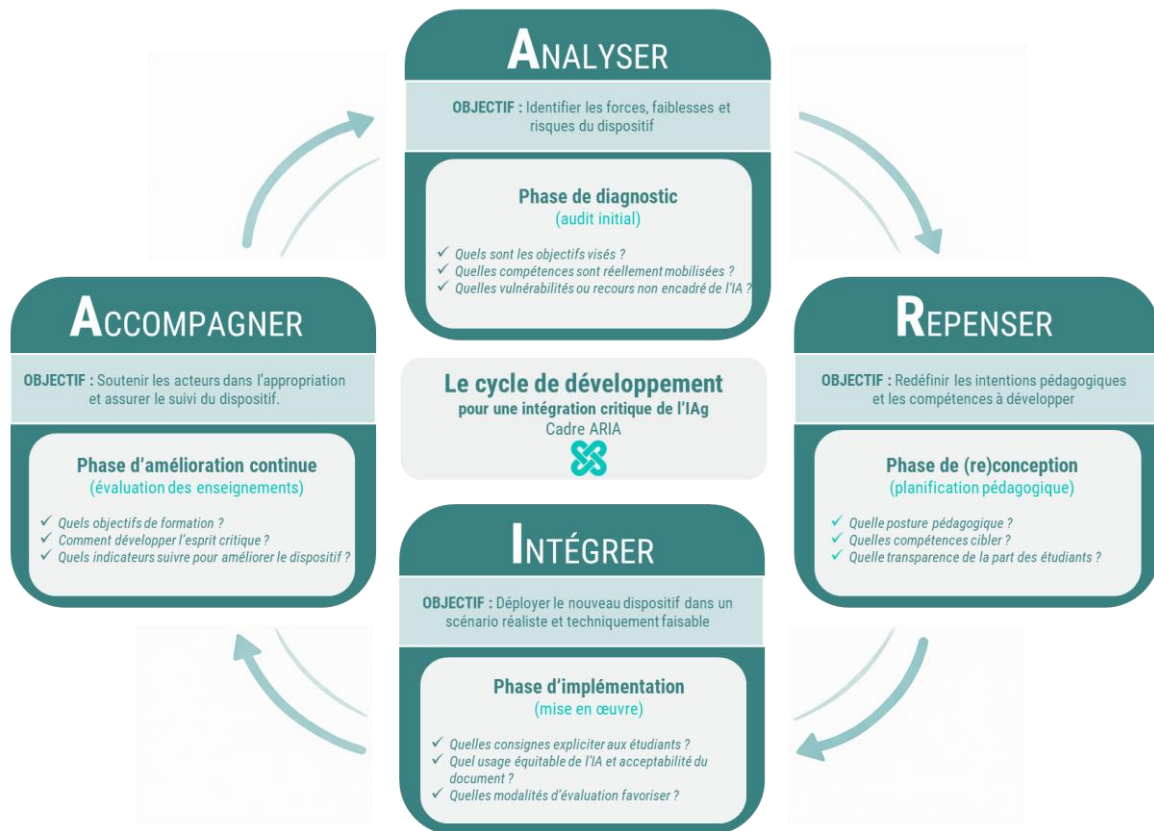 ANALYSER
OBJECTIF : Identifier les forces, faiblesses et
risques du dispositif
Phase de diagnostic
(audit initial)
✓ Quels sont les objectifs visés ?
✓ Quelles compétences sont réellement mobilisées ?
✓ Quelles vulnérabilités ou recours non encadré de l'IA ?
REPENSER
OBJECTIF : Redéfinir les intentions pédagogiques
et les compétences à développer
Phase de (re)conception
(planification pédagogique)
✓ Quelle posture pédagogique ?
✓ Quelles compétences cibler ?
✓ Quelle transparence de la part des étudiants ?
INTÉGRER
OBJECTIF : Déployer le nouveau dispositif dans un
scénario réaliste et techniquement faisable
Phase d'implémentation
(mise en œuvre)
✓ Quelles consignes expliciter aux étudiants ?
✓ Quel usage équitable de l'IA et acceptabilité du
document ?
✓ Quelles modalités d'évaluation favoriser ?
ACCOMPAGNER
OBJECTIF : Soutenir les acteurs dans l'appropriation
et assurer le suivi du dispositif.
Phase d'amélioration continue
(évaluation des enseignements)
✓ Quels objectifs de formation ?
✓ Comment développer l'esprit critique ?
✓ Quels indicateurs suivre pour améliorer le dispositif ?
Le cycle de développement
pour une intégration critique de l'IAg
Cadre ARIA